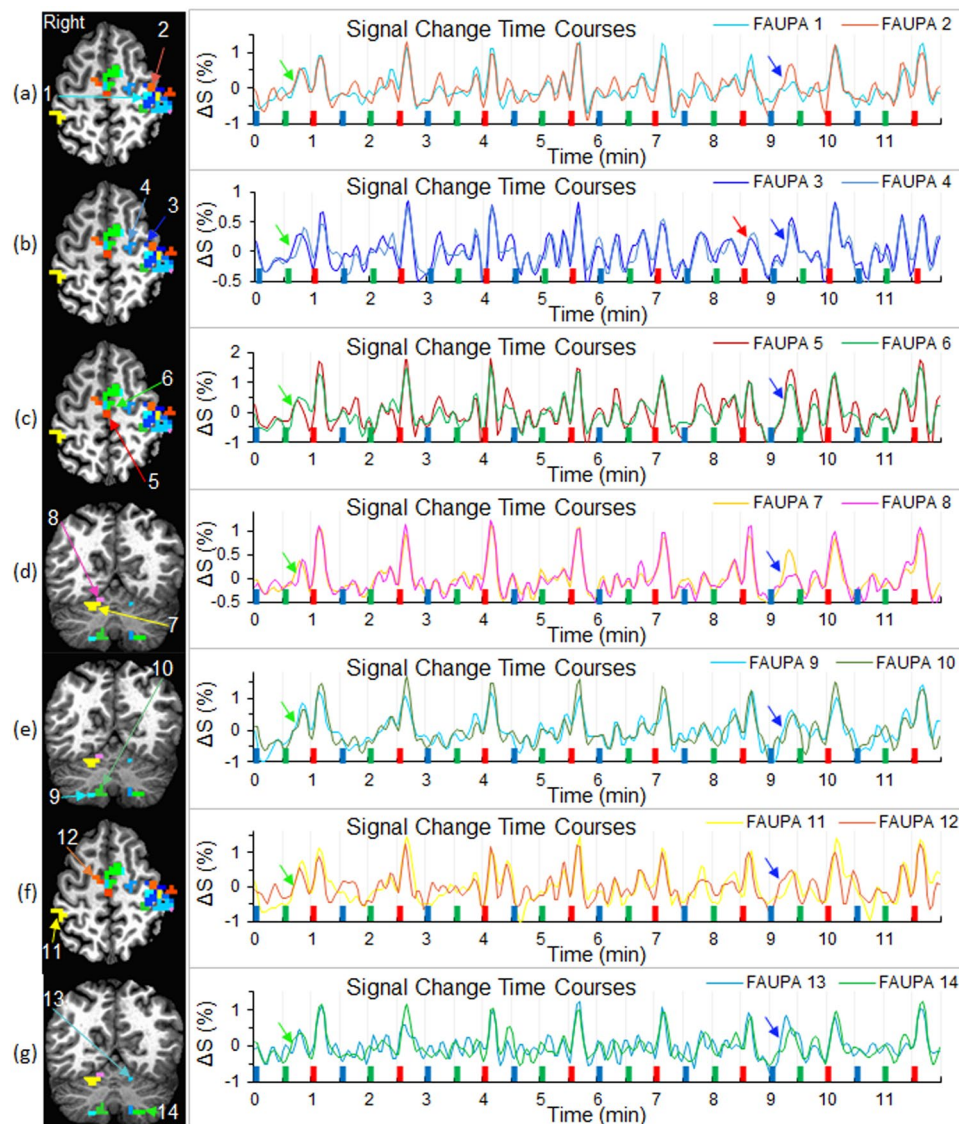 Right
2
(a)
1
Signal Change Time Courses
FAUPA 1 FAUPA 2
ΔS (%)
1
0
-1
0 1 2 3 4 5 6 7 8 9 10 11
Time (min)
(b)
4
3
Signal Change Time Courses
FAUPA 3 FAUPA 4
ΔS (%)
1
0.5
0
-0.5
0 1 2 3 4 5 6 7 8 9 10 11
Time (min)
(c)
6
5
Signal Change Time Courses
FAUPA 5 FAUPA 6
ΔS (%)
2
1
0
-1
0 1 2 3 4 5 6 7 8 9 10 11
Time (min)
(d)
8
7
Signal Change Time Courses
FAUPA 7 FAUPA 8
ΔS (%)
1
0.5
0
-0.5
0 1 2 3 4 5 6 7 8 9 10 11
Time (min)
(e)
10
9
Signal Change Time Courses
FAUPA 9 FAUPA 10
ΔS (%)
1
0
-1
0 1 2 3 4 5 6 7 8 9 10 11
Time (min)
(f)
12
11
Signal Change Time Courses
FAUPA 11 FAUPA 12
ΔS (%)
1
0
-1
0 1 2 3 4 5 6 7 8 9 10 11
Time (min)
(g)
13
14
Signal Change Time Courses
FAUPA 13 FAUPA 14
ΔS (%)
1
0
-1
0 1 2 3 4 5 6 7 8 9 10 11
Time (min)